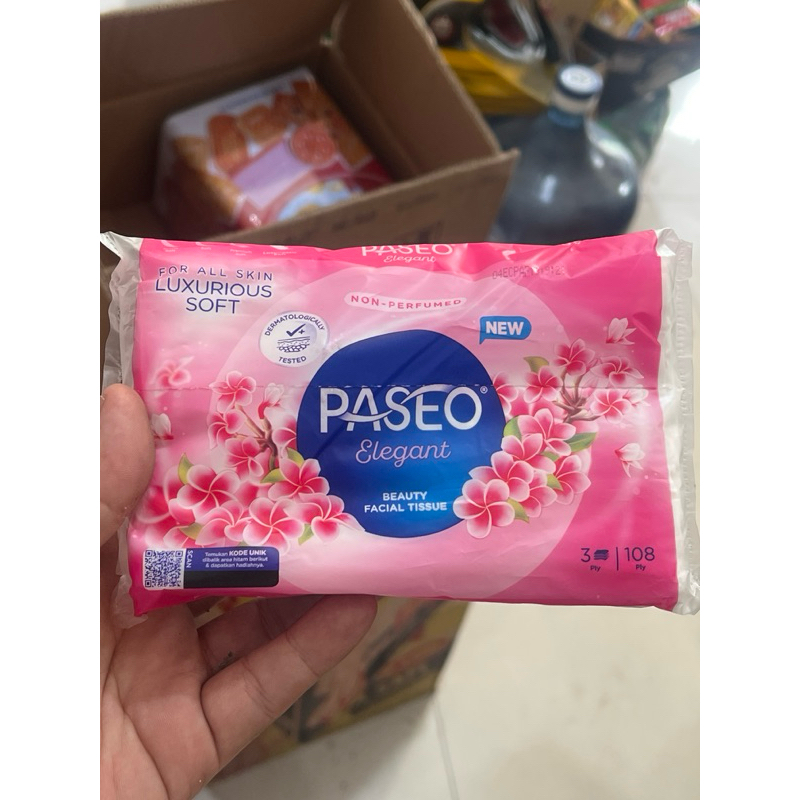 PASEO
Elegant
FOR ALL SKIN
LUXURIOUS
SOFT
NON-PERFUMED
DERMATOLOGICALLY
TESTED
NEW
PASEO®
Elegant
BEAUTY
FACIAL TISSUE
SCAN
Temukan KODE UNIK
dibalik area hitam berikut
& dapatkan hadiahnya.
3 | 108
Ply Ply